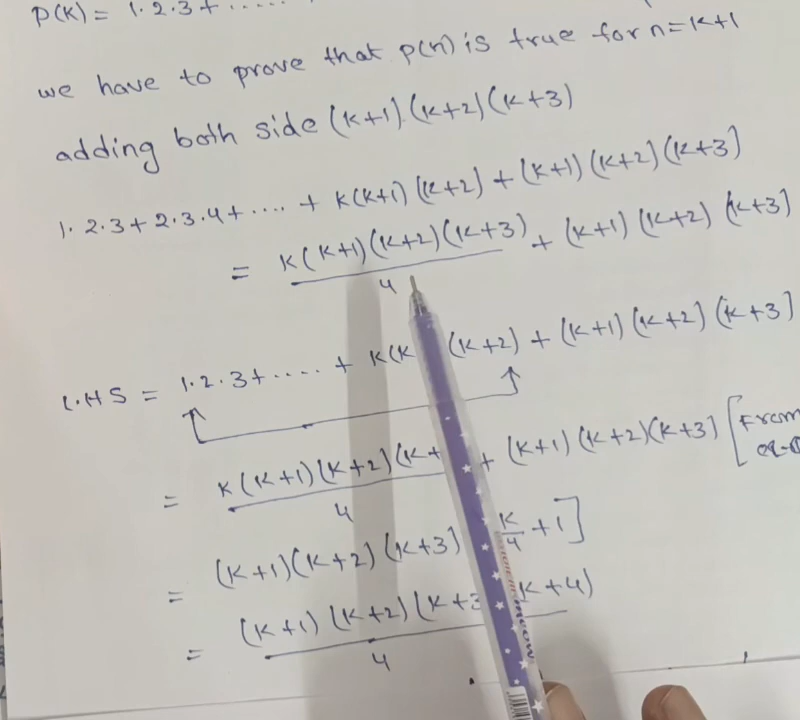 P(K) = 1.2.3 + .....
we have to prove that p(n) is true for n = K+1
adding both side (K+1).(K+2)(K+3)
1.2.3 + 2.3.4 + .... + K(K+1)(K+2) + (K+1)(K+2)(K+3)
= K(K+1)(K+2)(K+3)/4 + (K+1)(K+2)(K+3)
L.H S = 1.2.3 + ..... + K(K (K+2) + (K+1)(K+2)(K+3)
= K(K+1)(K+2)(K+ /4 + (K+1)(K+2)(K+3) [From
= (K+1)(K+2)(K+3) K/4 + 1]
= (K+1)(K+2)(K+3 K+4)/4